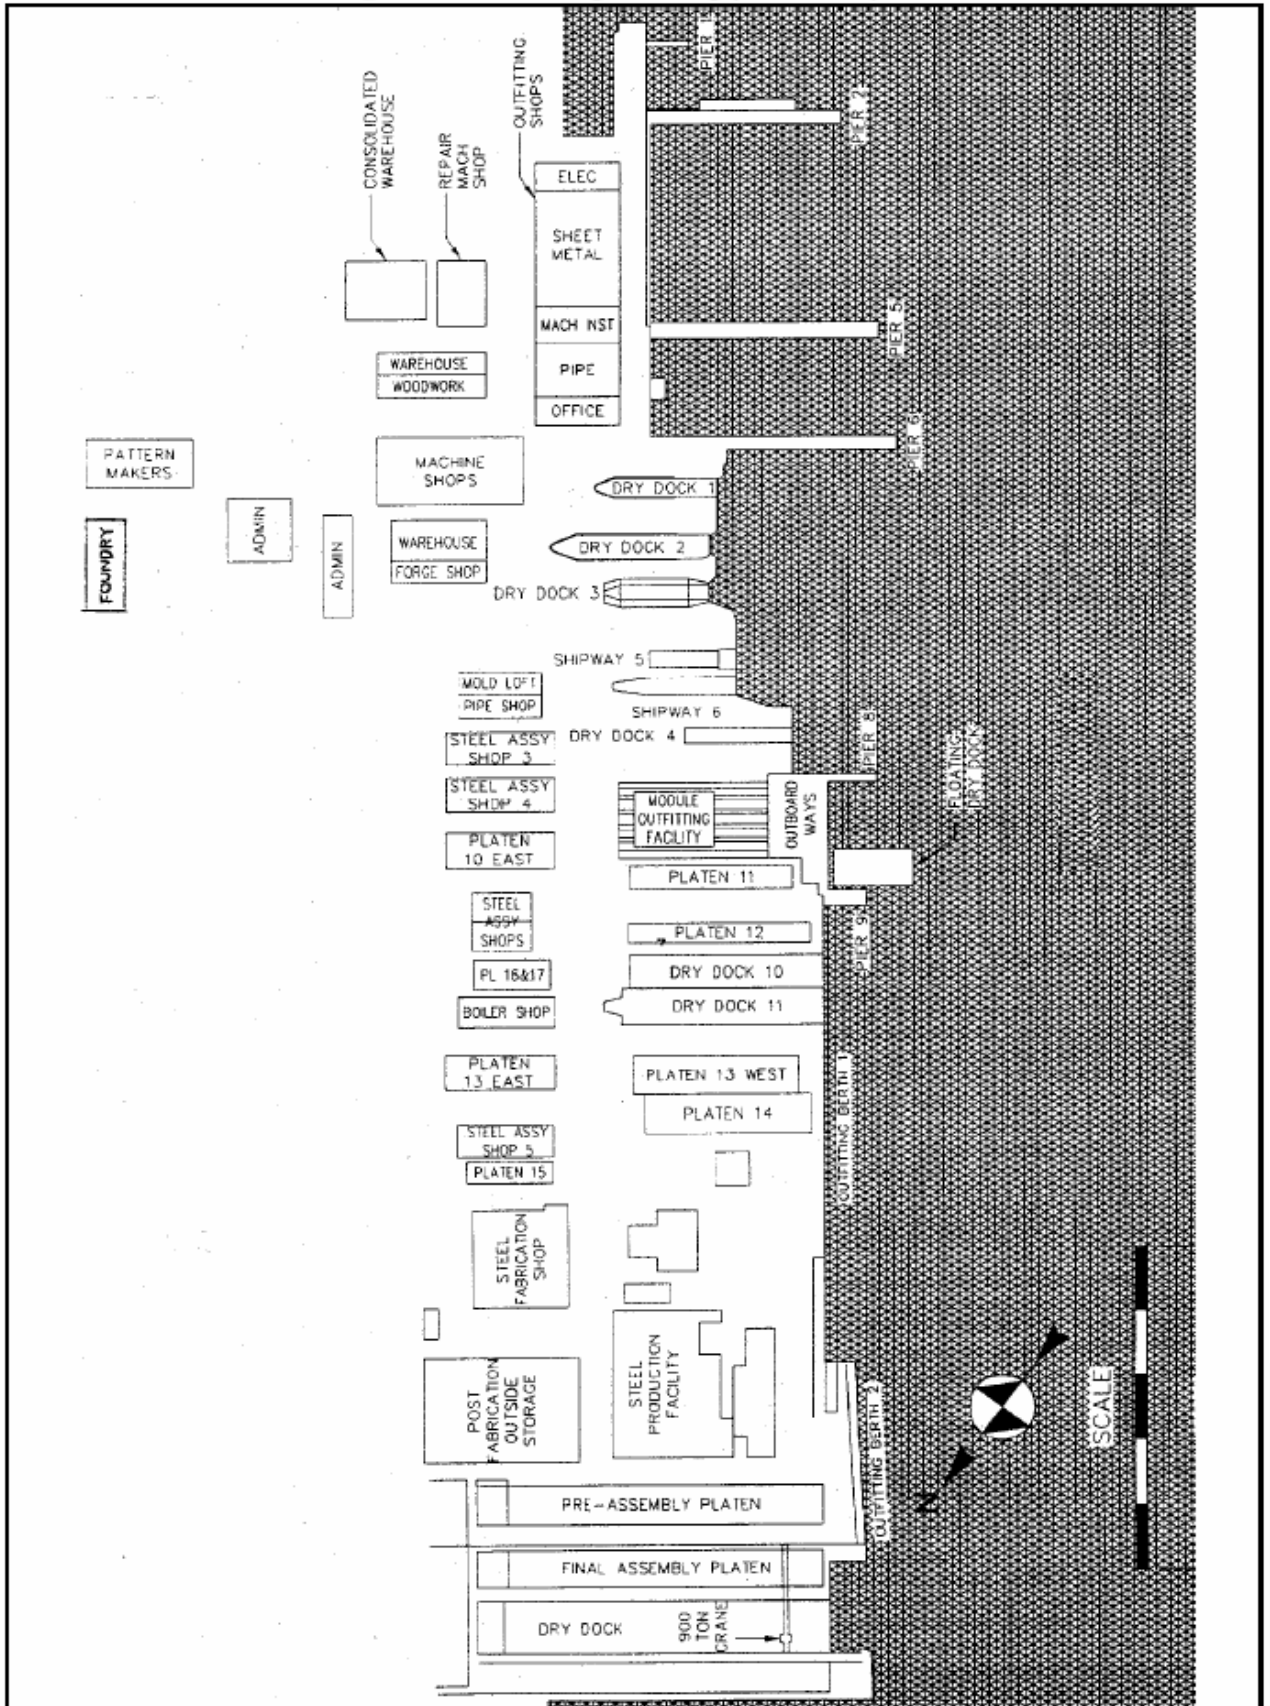 PIER 1
PIER 2
OUTFITTING
SHOPS
CONSOLIDATED
WAREHOUSE
REPAIR
MACH
SHOP
ELEC
SHEET
METAL
MACH INST
PIPE
OFFICE
PIER 5
PIER 6
WAREHOUSE
WOODWORK
PATTERN
MAKERS
MACHINE
SHOPS
DRY DOCK 1
FOUNDRY
ADMIN
ADMIN
WAREHOUSE
FORGE SHOP
DRY DOCK 2
DRY DOCK 3
SHIPWAY 5
MOLD LOFT
PIPE SHOP
SHIPWAY 6
DRY DOCK 4
STEEL ASSY
SHOP 3
PIER 8
FLOATING
DRY DOCK
STEEL ASSY
SHOP 4
MODULE
OUTFITTING
FACILITY
OUTBOARD
WAYS
PLATEN
10 EAST
PLATEN 11
STEEL
ASSY
SHOPS
PLATEN 12
PIER 9
PL 16&17
DRY DOCK 10
BOILER SHOP
DRY DOCK 11
PLATEN
13 EAST
PLATEN 13 WEST
OUTFITTING BERTH 1
PLATEN 14
STEEL ASSY
SHOP 5
PLATEN 15
STEEL
FABRICATION
SHOP
POST
FABRICATION
OUTSIDE
STORAGE
STEEL
PRODUCTION
FACILITY
OUTFITTING BERTH 2
N
SCALE
PRE-ASSEMBLY PLATEN
FINAL ASSEMBLY PLATEN
DRY DOCK
900
TON
CRANE